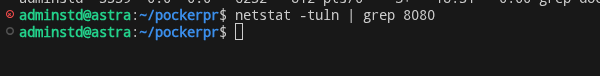 adminstd@astra:~/pockerpr$ netstat -tuln | grep 8080
adminstd@astra:~/pockerpr$